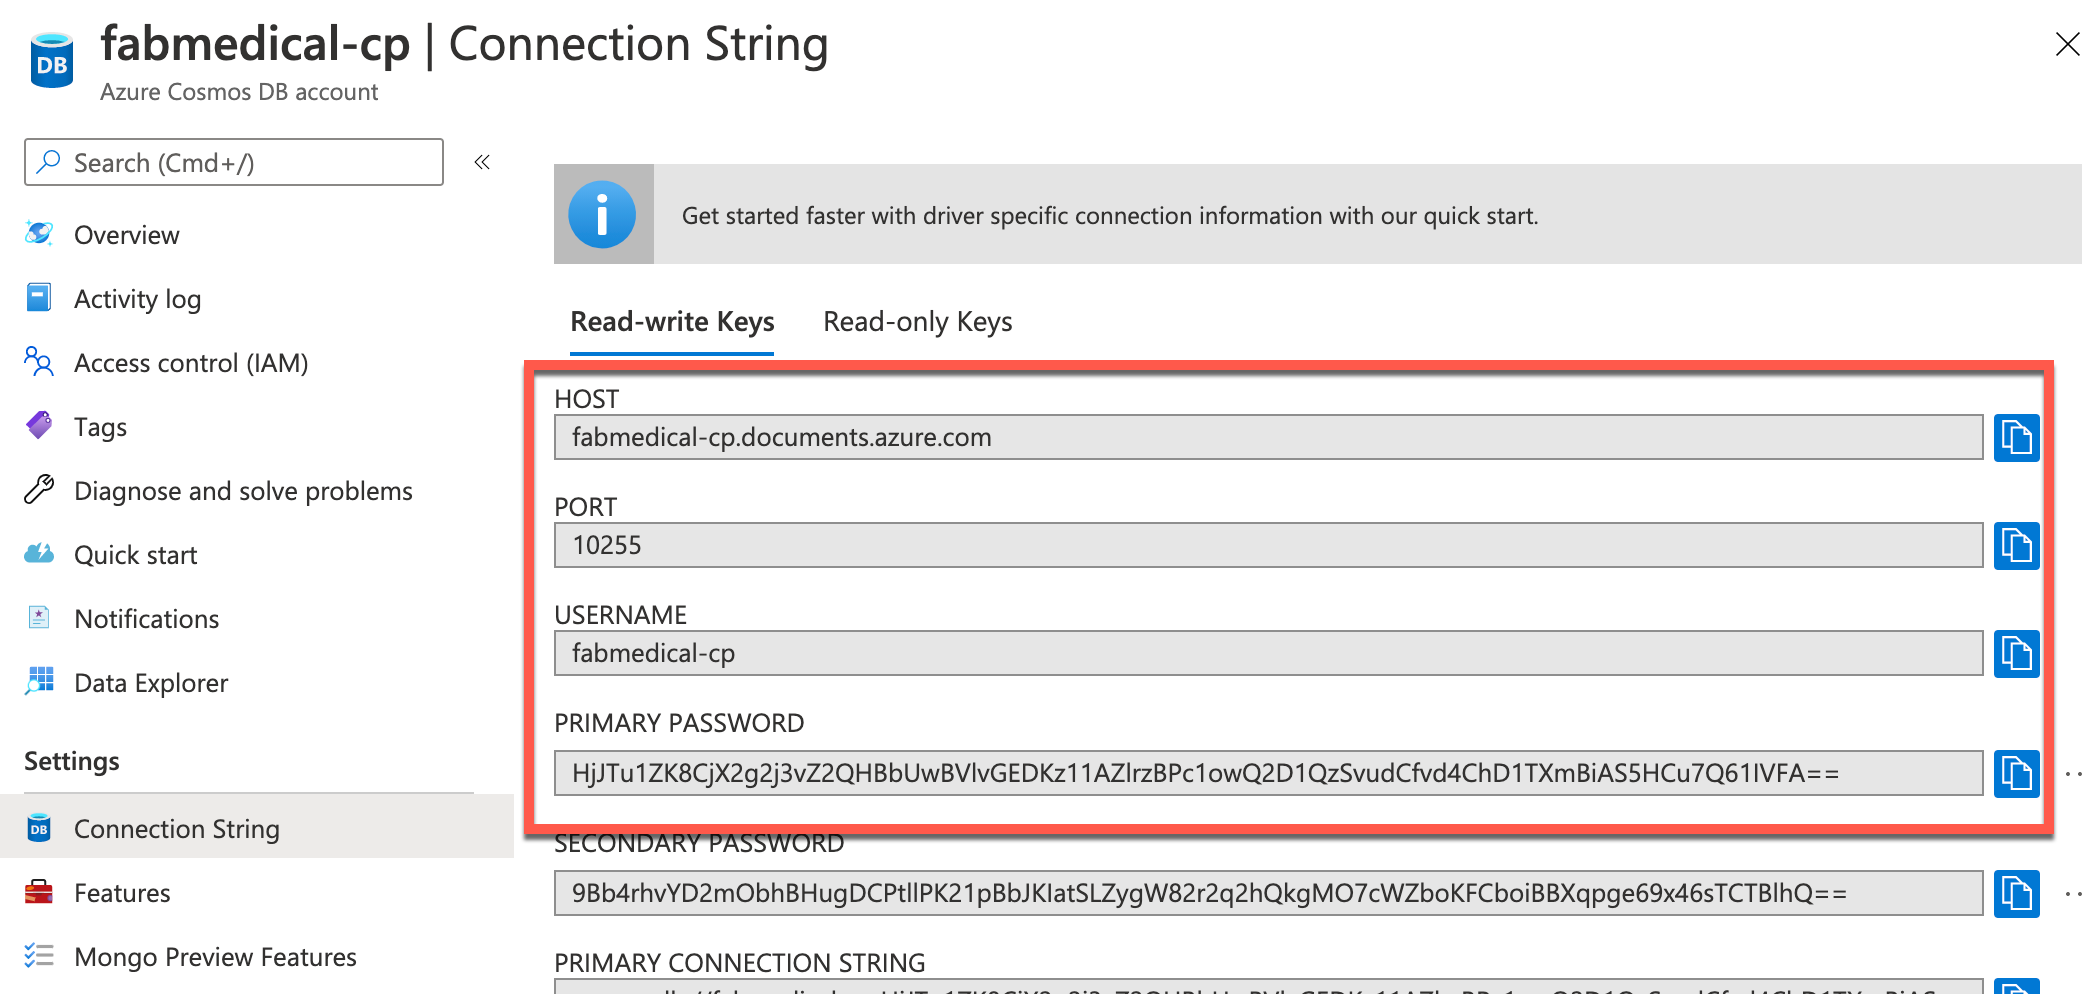 fabmedical-cp | Connection String
DB
Azure Cosmos DB account
Search (Cmd+/)
«
Overview
Activity log
Access control (IAM)
Tags
Diagnose and solve problems
Quick start
Notifications
Data Explorer
Settings
DB
Connection String
Features
Mongo Preview Features
Get started faster with driver specific connection information with our quick start.
Read-write Keys Read-only Keys
HOST
fabmedical-cp.documents.azure.com
PORT
10255
USERNAME
fabmedical-cp
PRIMARY PASSWORD
HjJTu1ZK8CjX2g2j3vZ2QHBbUwBVlvGEDKz11AZlrzBPc1owQ2D1QzSvudCfvd4ChD1TXmBiAS5HCu7Q61IVFA==
SECONDARY PASSWORD
9Bb4rhvYD2mObhBHugDCPtllPK21pBbJKIatSLZygW82r2q2hQkgMO7cWZboKFCboiBBXqpge69x46sTCTBlhQ==
PRIMARY CONNECTION STRING